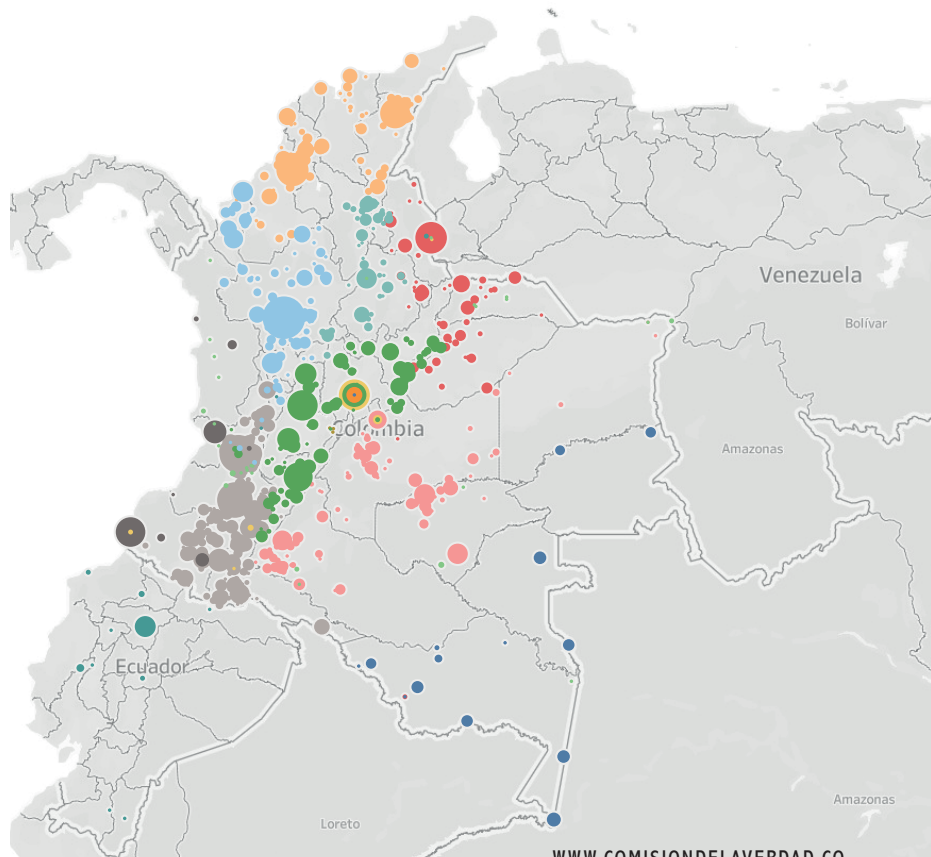 Venezuela
Bolívar
Colombia
Amazonas
Ecuador
Amazonas
Loreto
WWW.COMISIONDELAVERDAD.CO